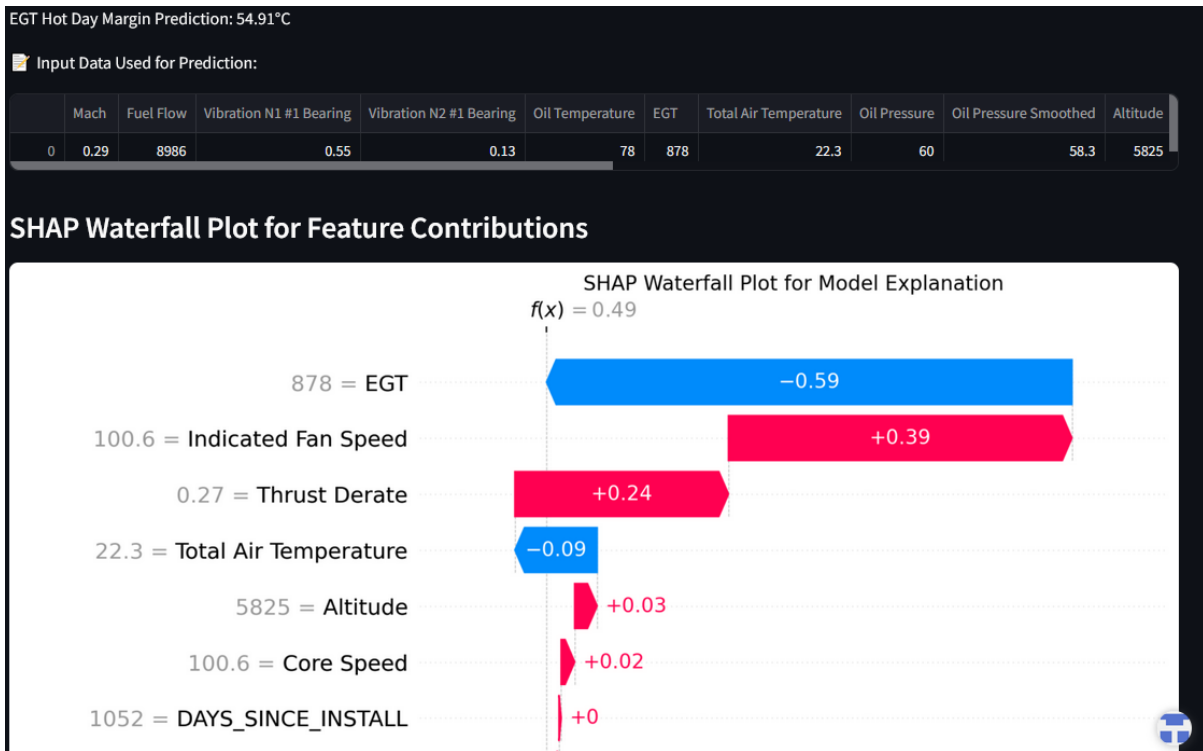 EGT Hot Day Margin Prediction: 54.91°C
📝 Input Data Used for Prediction:
Mach Fuel Flow Vibration N1 #1 Bearing Vibration N2 #1 Bearing Oil Temperature EGT Total Air Temperature Oil Pressure Oil Pressure Smoothed Altitude
0 0.29 8986 0.55 0.13 78 878 22.3 60 58.3 5825
SHAP Waterfall Plot for Feature Contributions
SHAP Waterfall Plot for Model Explanation
f(x) = 0.49
878 = EGT −0.59
100.6 = Indicated Fan Speed +0.39
0.27 = Thrust Derate +0.24
22.3 = Total Air Temperature −0.09
5825 = Altitude +0.03
100.6 = Core Speed +0.02
1052 = DAYS_SINCE_INSTALL +0